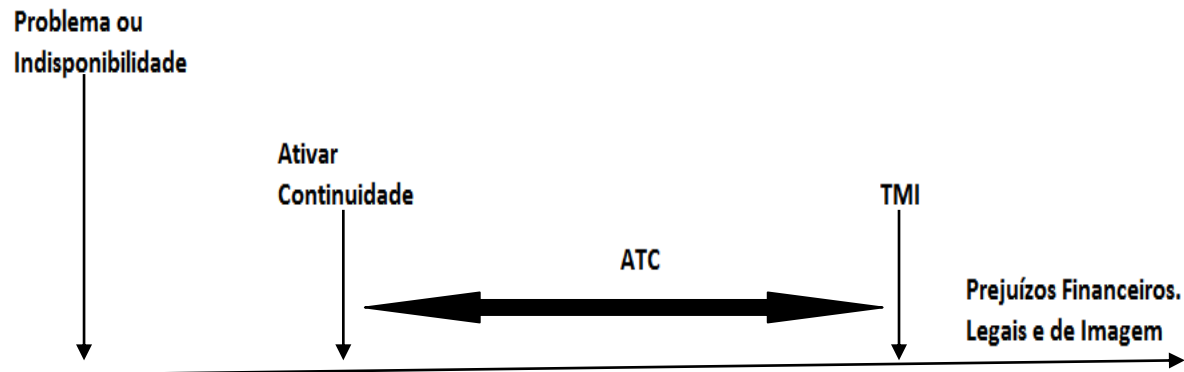 Problema ou
Indisponibilidade
Ativar
Continuidade
TMI
ATC
Prejuízos Financeiros.
Legais e de Imagem